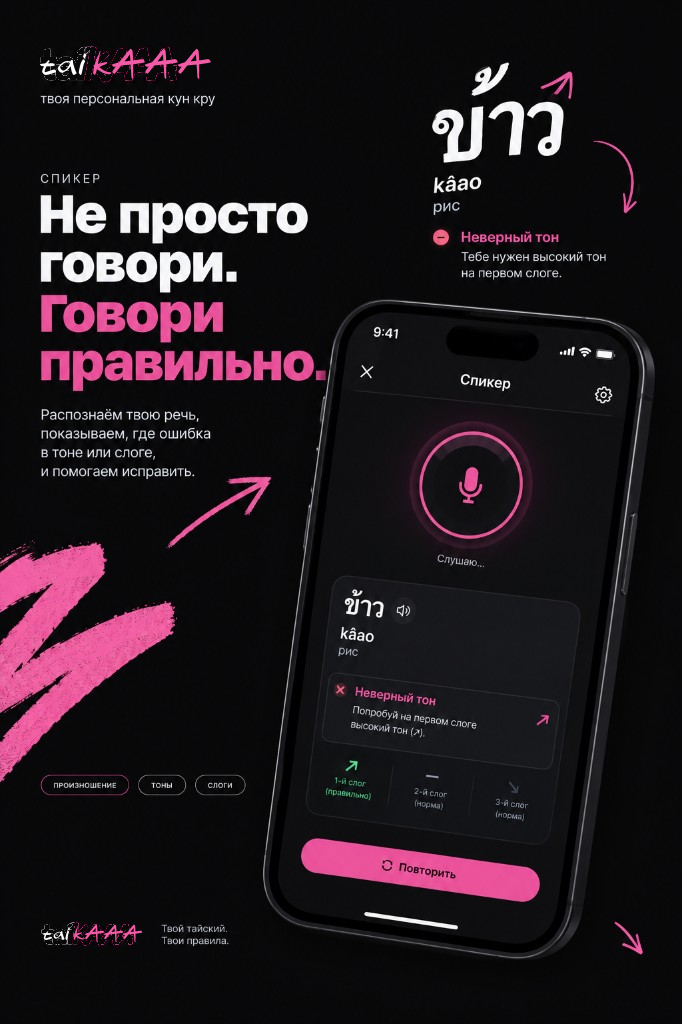 taikAAA
твоя персональная кун кру
СПИКЕР
Не просто
говори.
Говори
правильно.
Распознаём твою речь,
показываем, где ошибка
в тоне или слоге,
и помогаем исправить.
ข้าว
kâao
рис
Неверный тон
Тебе нужен высокий тон
на первом слоге.
9:41
Спикер
Слушаю...
ข้าว
kâao
рис
Неверный тон
Попробуй на первом слоге
высокий тон (↗).
1-й слог
(правильно)
2-й слог
(норма)
3-й слог
(норма)
Повторить
ПРОИЗНОШЕНИЕ
ТОНЫ
СЛОГИ
taikAAA
Твой тайский.
Твои правила.